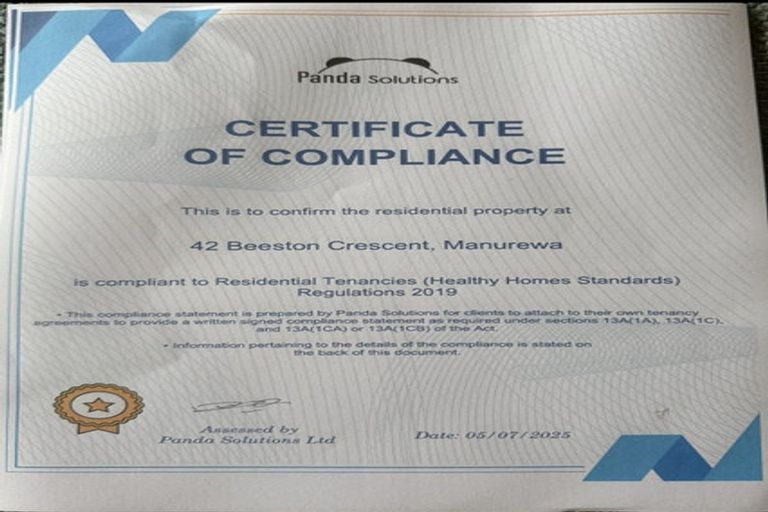 Panda Solutions
CERTIFICATE
OF COMPLIANCE
This is to confirm the residential property at
42 Beeston Crescent, Manurewa
is compliant to Residential Tenancies (Healthy Homes Standards)
Regulations 2019
• This compliance statement is prepared by Panda Solutions for clients to attach to their own tenancy
agreements to provide a written signed compliance statement as required under sections 13A(1A), 13A(1C),
and 13A(1CA) or 13A(1CB) of the Act.
• Information pertaining to the details of the compliance is stated on
the back of this document.
Assessed by
Panda Solutions Ltd
Date: 05/07/2025